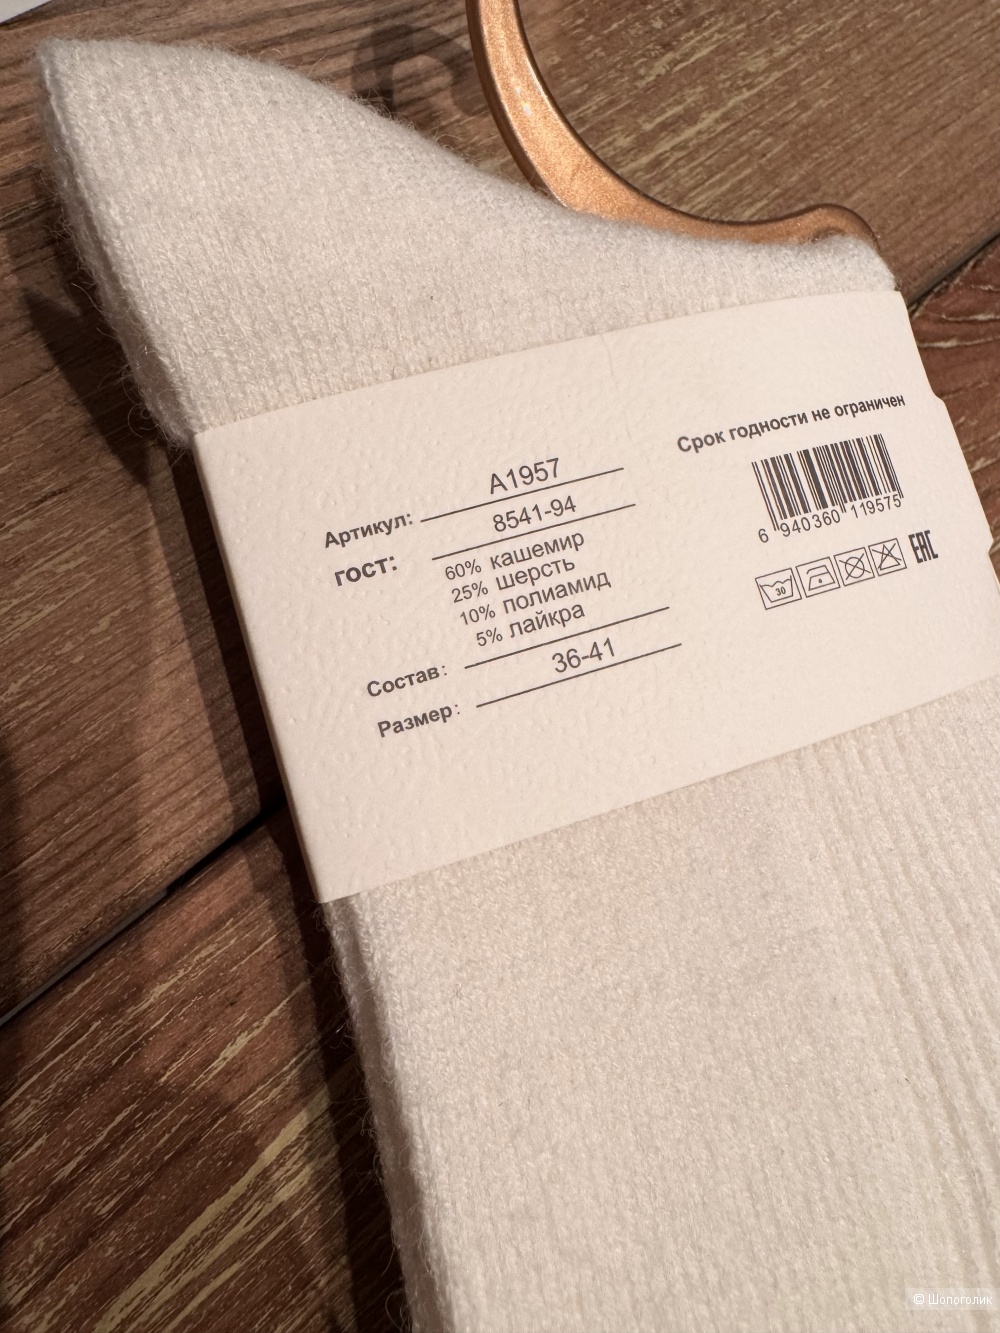 Артикул: A1957
гост: 8541-94
60% кашемир
25% шерсть
10% полиамид
5% лайкра
Состав:
Размер: 36-41
Срок годности не ограничен
6 940360 119575
30
EAC
© Шопоголик